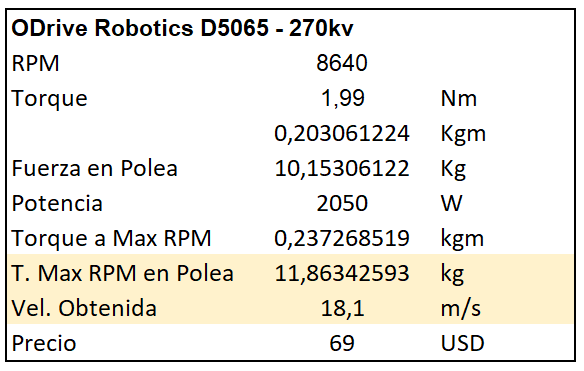 ODrive Robotics D5065 - 270kv
RPM 8640
Torque 1,99 Nm
0,203061224 Kgm
Fuerza en Polea 10,15306122 Kg
Potencia 2050 W
Torque a Max RPM 0,237268519 kgm
T. Max RPM en Polea 11,86342593 kg
Vel. Obtenida 18,1 m/s
Precio 69 USD